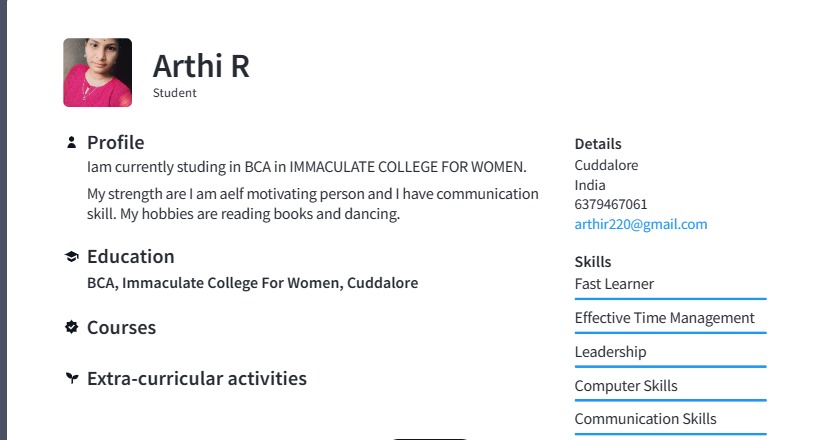 Arthi R
Student
Profile
Iam currently studing in BCA in IMMACULATE COLLEGE FOR WOMEN.
My strength are I am aelf motivating person and I have communication
skill. My hobbies are reading books and dancing.
Education
BCA, Immaculate College For Women, Cuddalore
Courses
Extra-curricular activities
Details
Cuddalore
India
6379467061
arthir220@gmail.com
Skills
Fast Learner
Effective Time Management
Leadership
Computer Skills
Communication Skills